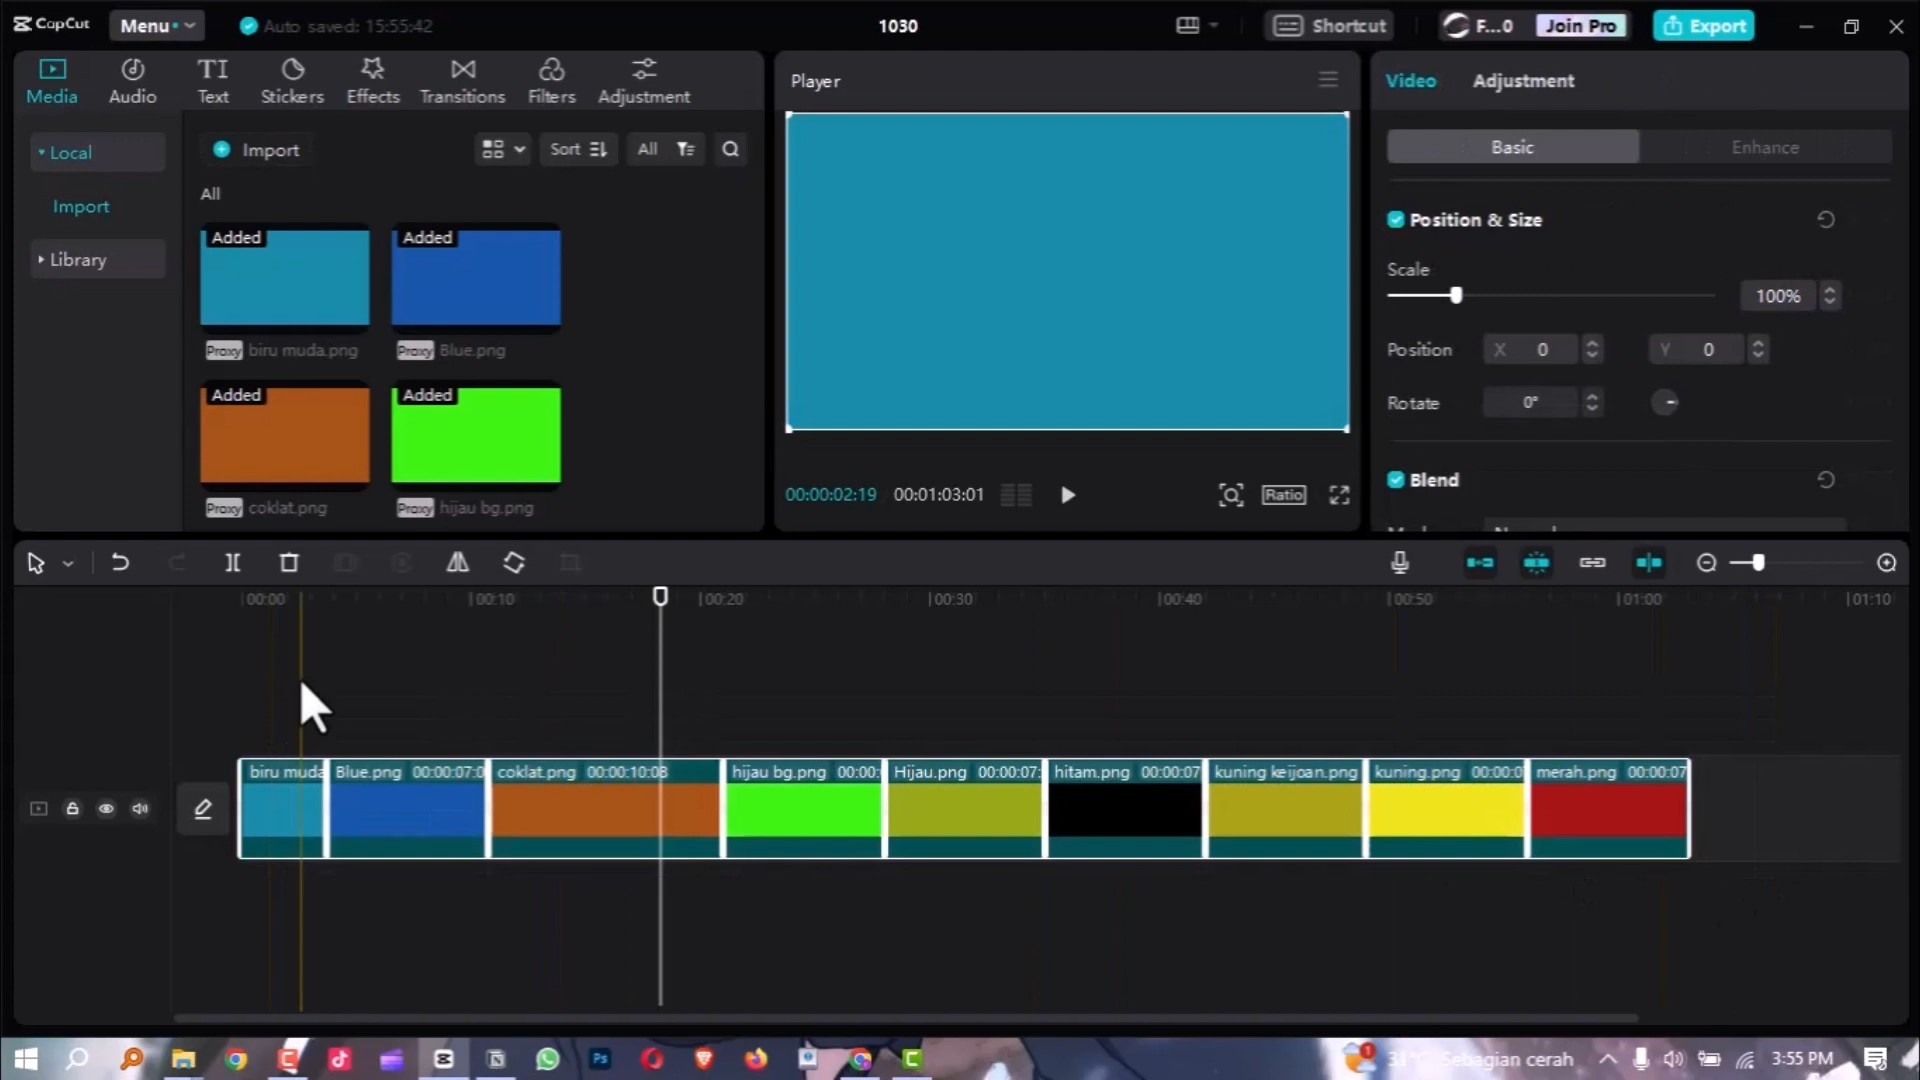 CapCut
Menu
Auto saved: 15:55:42
1030
Shortcut
F...0
Join Pro
Export
Media
Audio
TI
Text
Stickers
Effects
Transitions
Filters
Adjustment
Local
Import
Library
Import
Sort
All
All
Added
Added
Proxy biru muda.png
Proxy Blue.png
Added
Added
Proxy coklat.png
Proxy hijau bg.png
Player
00:00:02:19
00:01:03:01
Ratio
Video
Adjustment
Basic
Enhance
Position & Size
Scale
100%
Position
X 0
Y 0
Rotate
0°
Blend
00:00
00:10
00:20
00:30
00:40
00:50
01:00
01:10
biru muda
Blue.png 00:00:07:0
coklat.png 00:00:10:08
hijau bg.png 00:00:
Hijau.png 00:00:07:
hitam.png 00:00:07
kuning keijoan.png
kuning.png 00:00:0
merah.png 00:00:07
Ps
1
31°C Sebagian cerah
3:55 PM